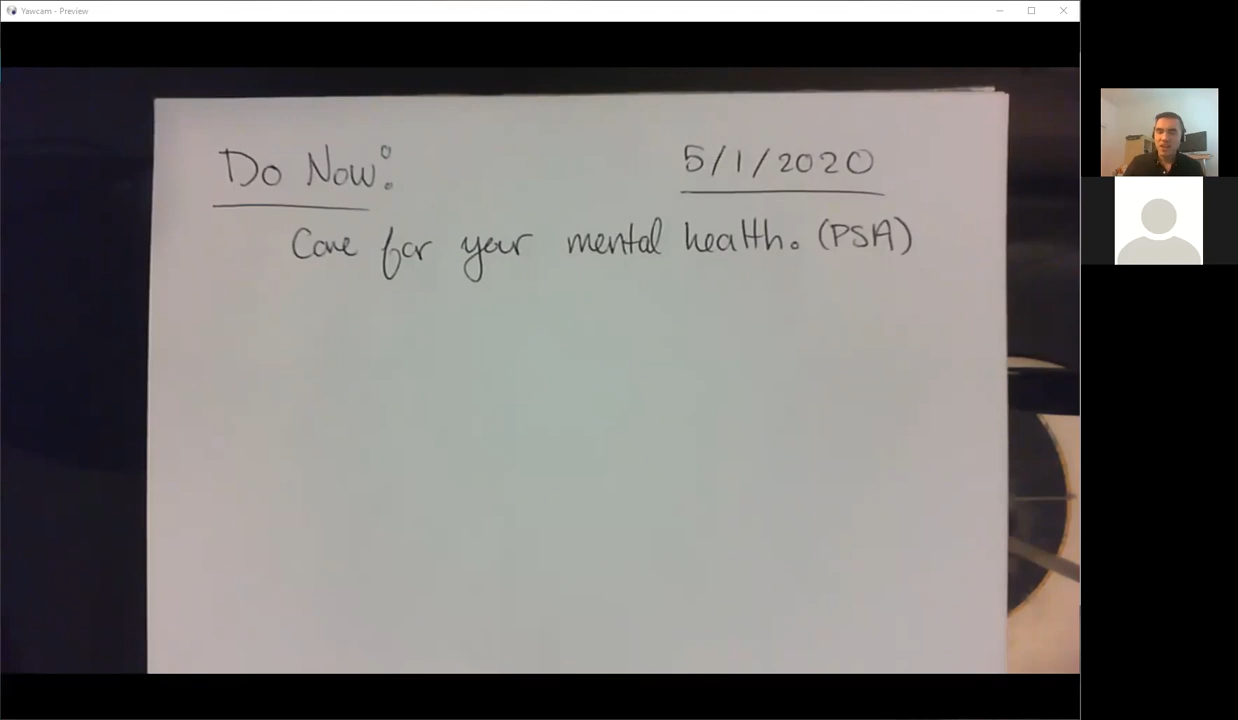 Yawcam - Preview
Do Now: 5/1/2020
Care for your mental health. (PSA)